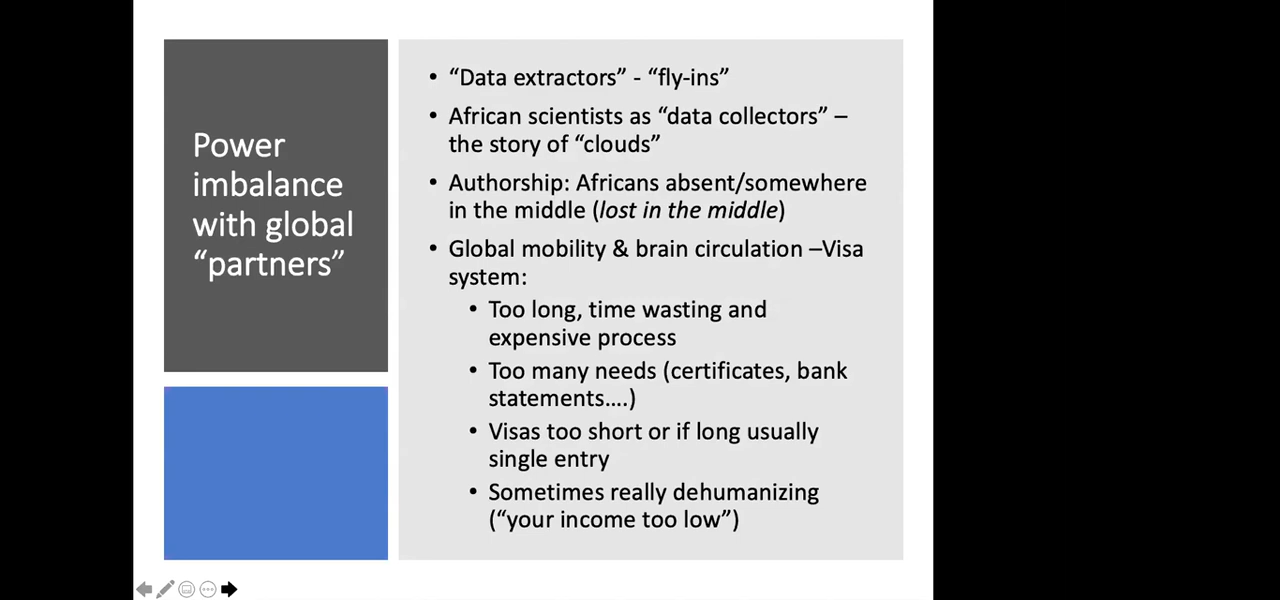 Power
imbalance
with global
“partners”
• “Data extractors” - “fly-ins”
• African scientists as “data collectors” –
the story of “clouds”
• Authorship: Africans absent/somewhere
in the middle (lost in the middle)
• Global mobility & brain circulation –Visa
system:
• Too long, time wasting and
expensive process
• Too many needs (certificates, bank
statements….)
• Visas too short or if long usually
single entry
• Sometimes really dehumanizing
(“your income too low”)